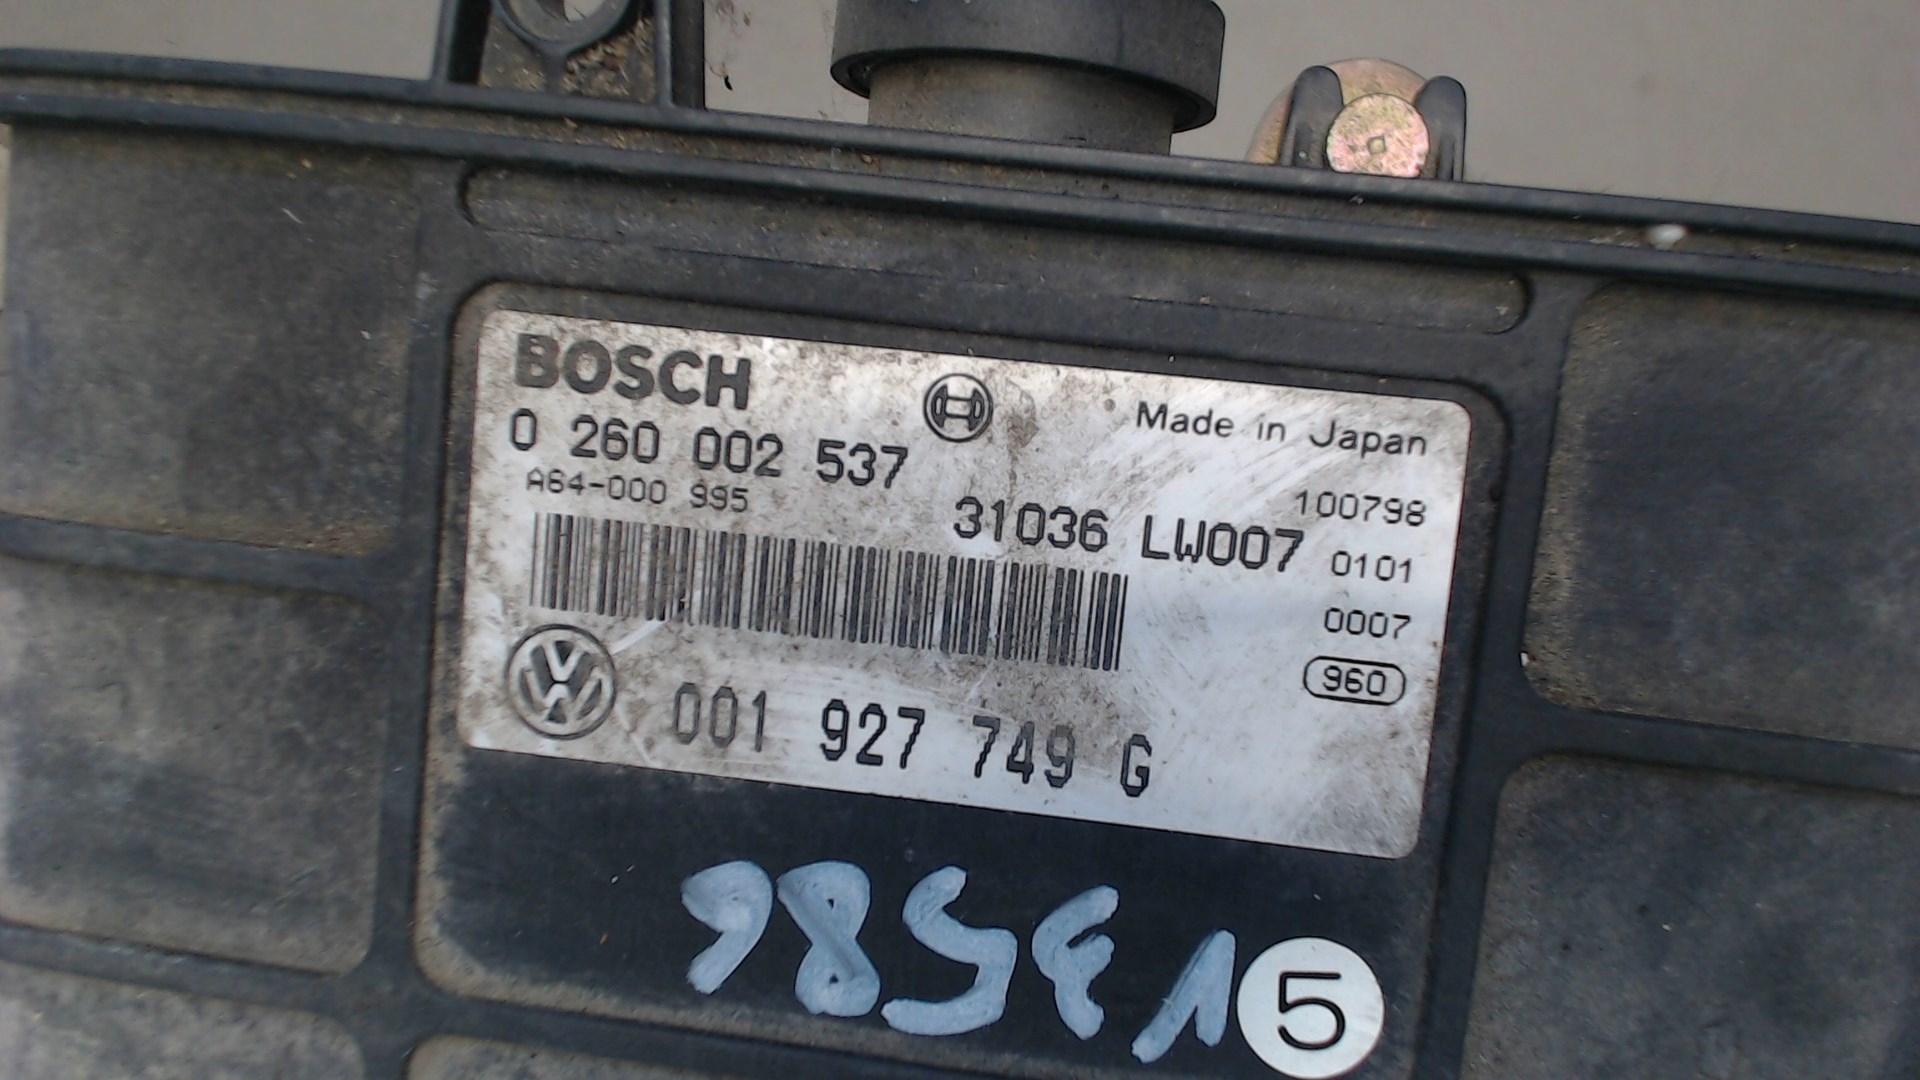 BOSCH
Made in Japan
0 260 002 537
A64-000 995
100798
31036 LW007
0101
0007
960
001 927 749 G
13586
5